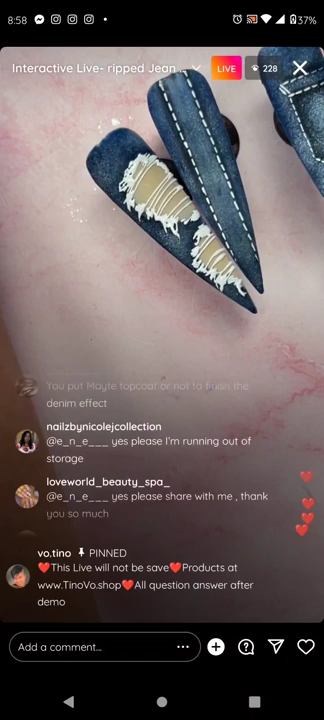 8:58
37%
Interactive Live- ripped Jean
LIVE
228
You put Mayte topcoat or not to finish the
denim effect
nailzbynicolejcollection
@e_n_e___ yes please I'm running out of
storage
loveworld_beauty_spa_
@e_n_e___ yes please share with me , thank
you so much
vo.tino PINNED
❤️This Live will not be save❤️Products at
www.TinoVo.shop❤️All question answer after
demo
Add a comment...